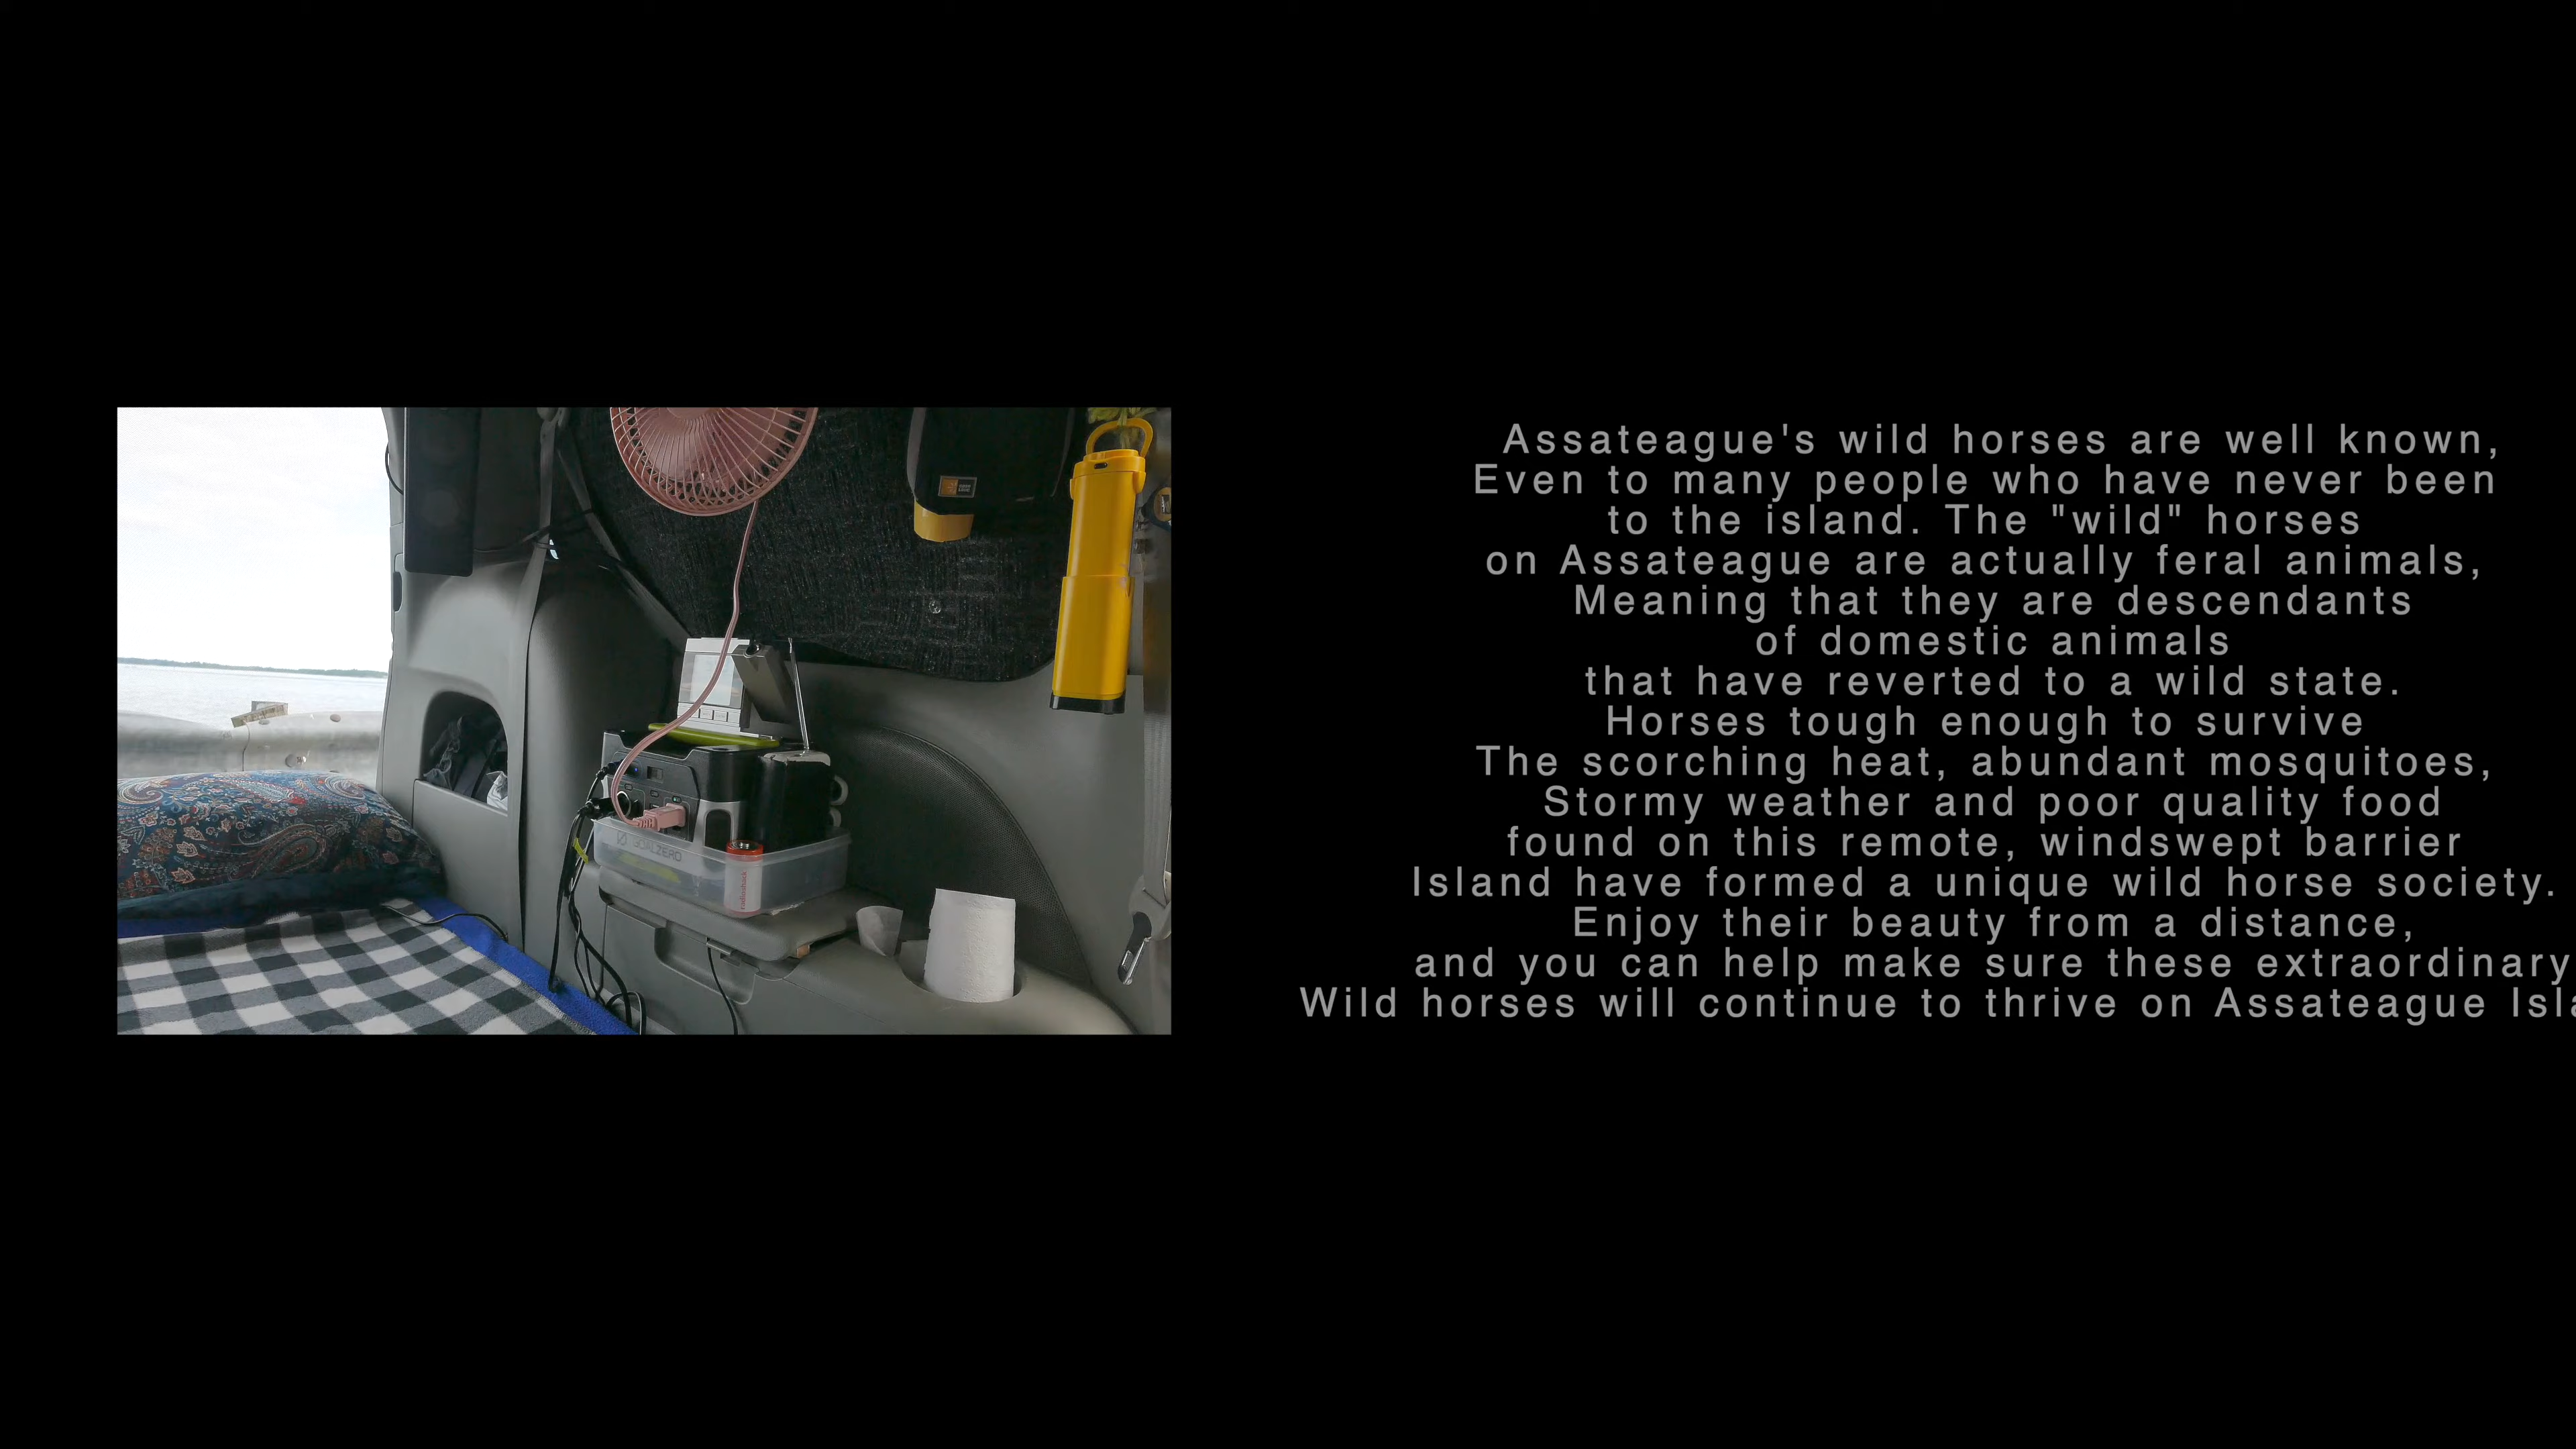 Assateague's wild horses are well known,
Even to many people who have never been
to the island. The "wild" horses
on Assateague are actually feral animals,
Meaning that they are descendants
of domestic animals
that have reverted to a wild state.
Horses tough enough to survive
The scorching heat, abundant mosquitoes,
Stormy weather and poor quality food
found on this remote, windswept barrier
Island have formed a unique wild horse society.
Enjoy their beauty from a distance,
and you can help make sure these extraordinary
Wild horses will continue to thrive on Assateague Isla
GOALZERO